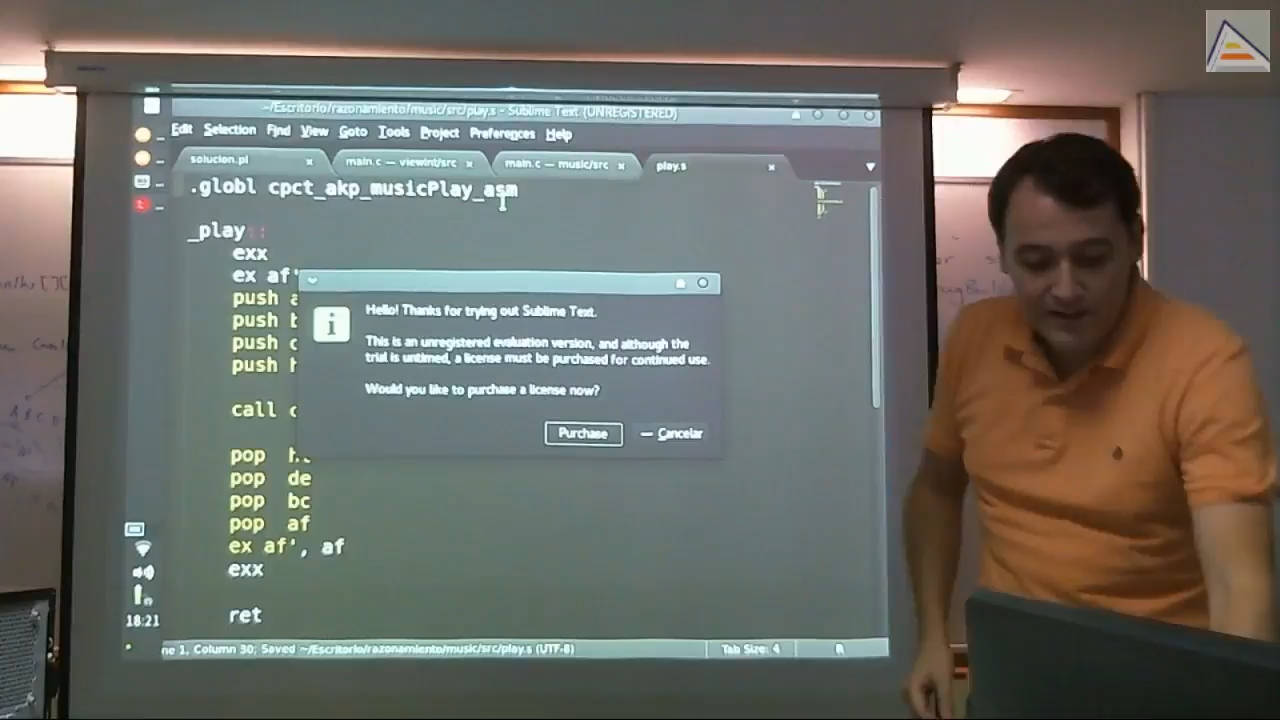 ~/Escritorio/razonamiento/music/src/play.s - Sublime Text (UNREGISTERED)
Edit Selection Find View Goto Tools Project Preferences Help
solucion.pl
main.c — viewint/src
main.c — music/src
play.s
.globl cpct_akp_musicPlay_asm
_play::
exx
ex af'
push
push
push
push
call
pop
pop de
pop bc
pop af
ex af', af
exx
ret
Hello! Thanks for trying out Sublime Text.
This is an unregistered evaluation version, and although the
trial is untimed, a license must be purchased for continued use.
Would you like to purchase a license now?
Purchase
Cancelar
18:21
ne 1, Column 30; Saved ~/Escritorio/razonamiento/music/src/play.s (UTF-8)
Tab Size: 4
R